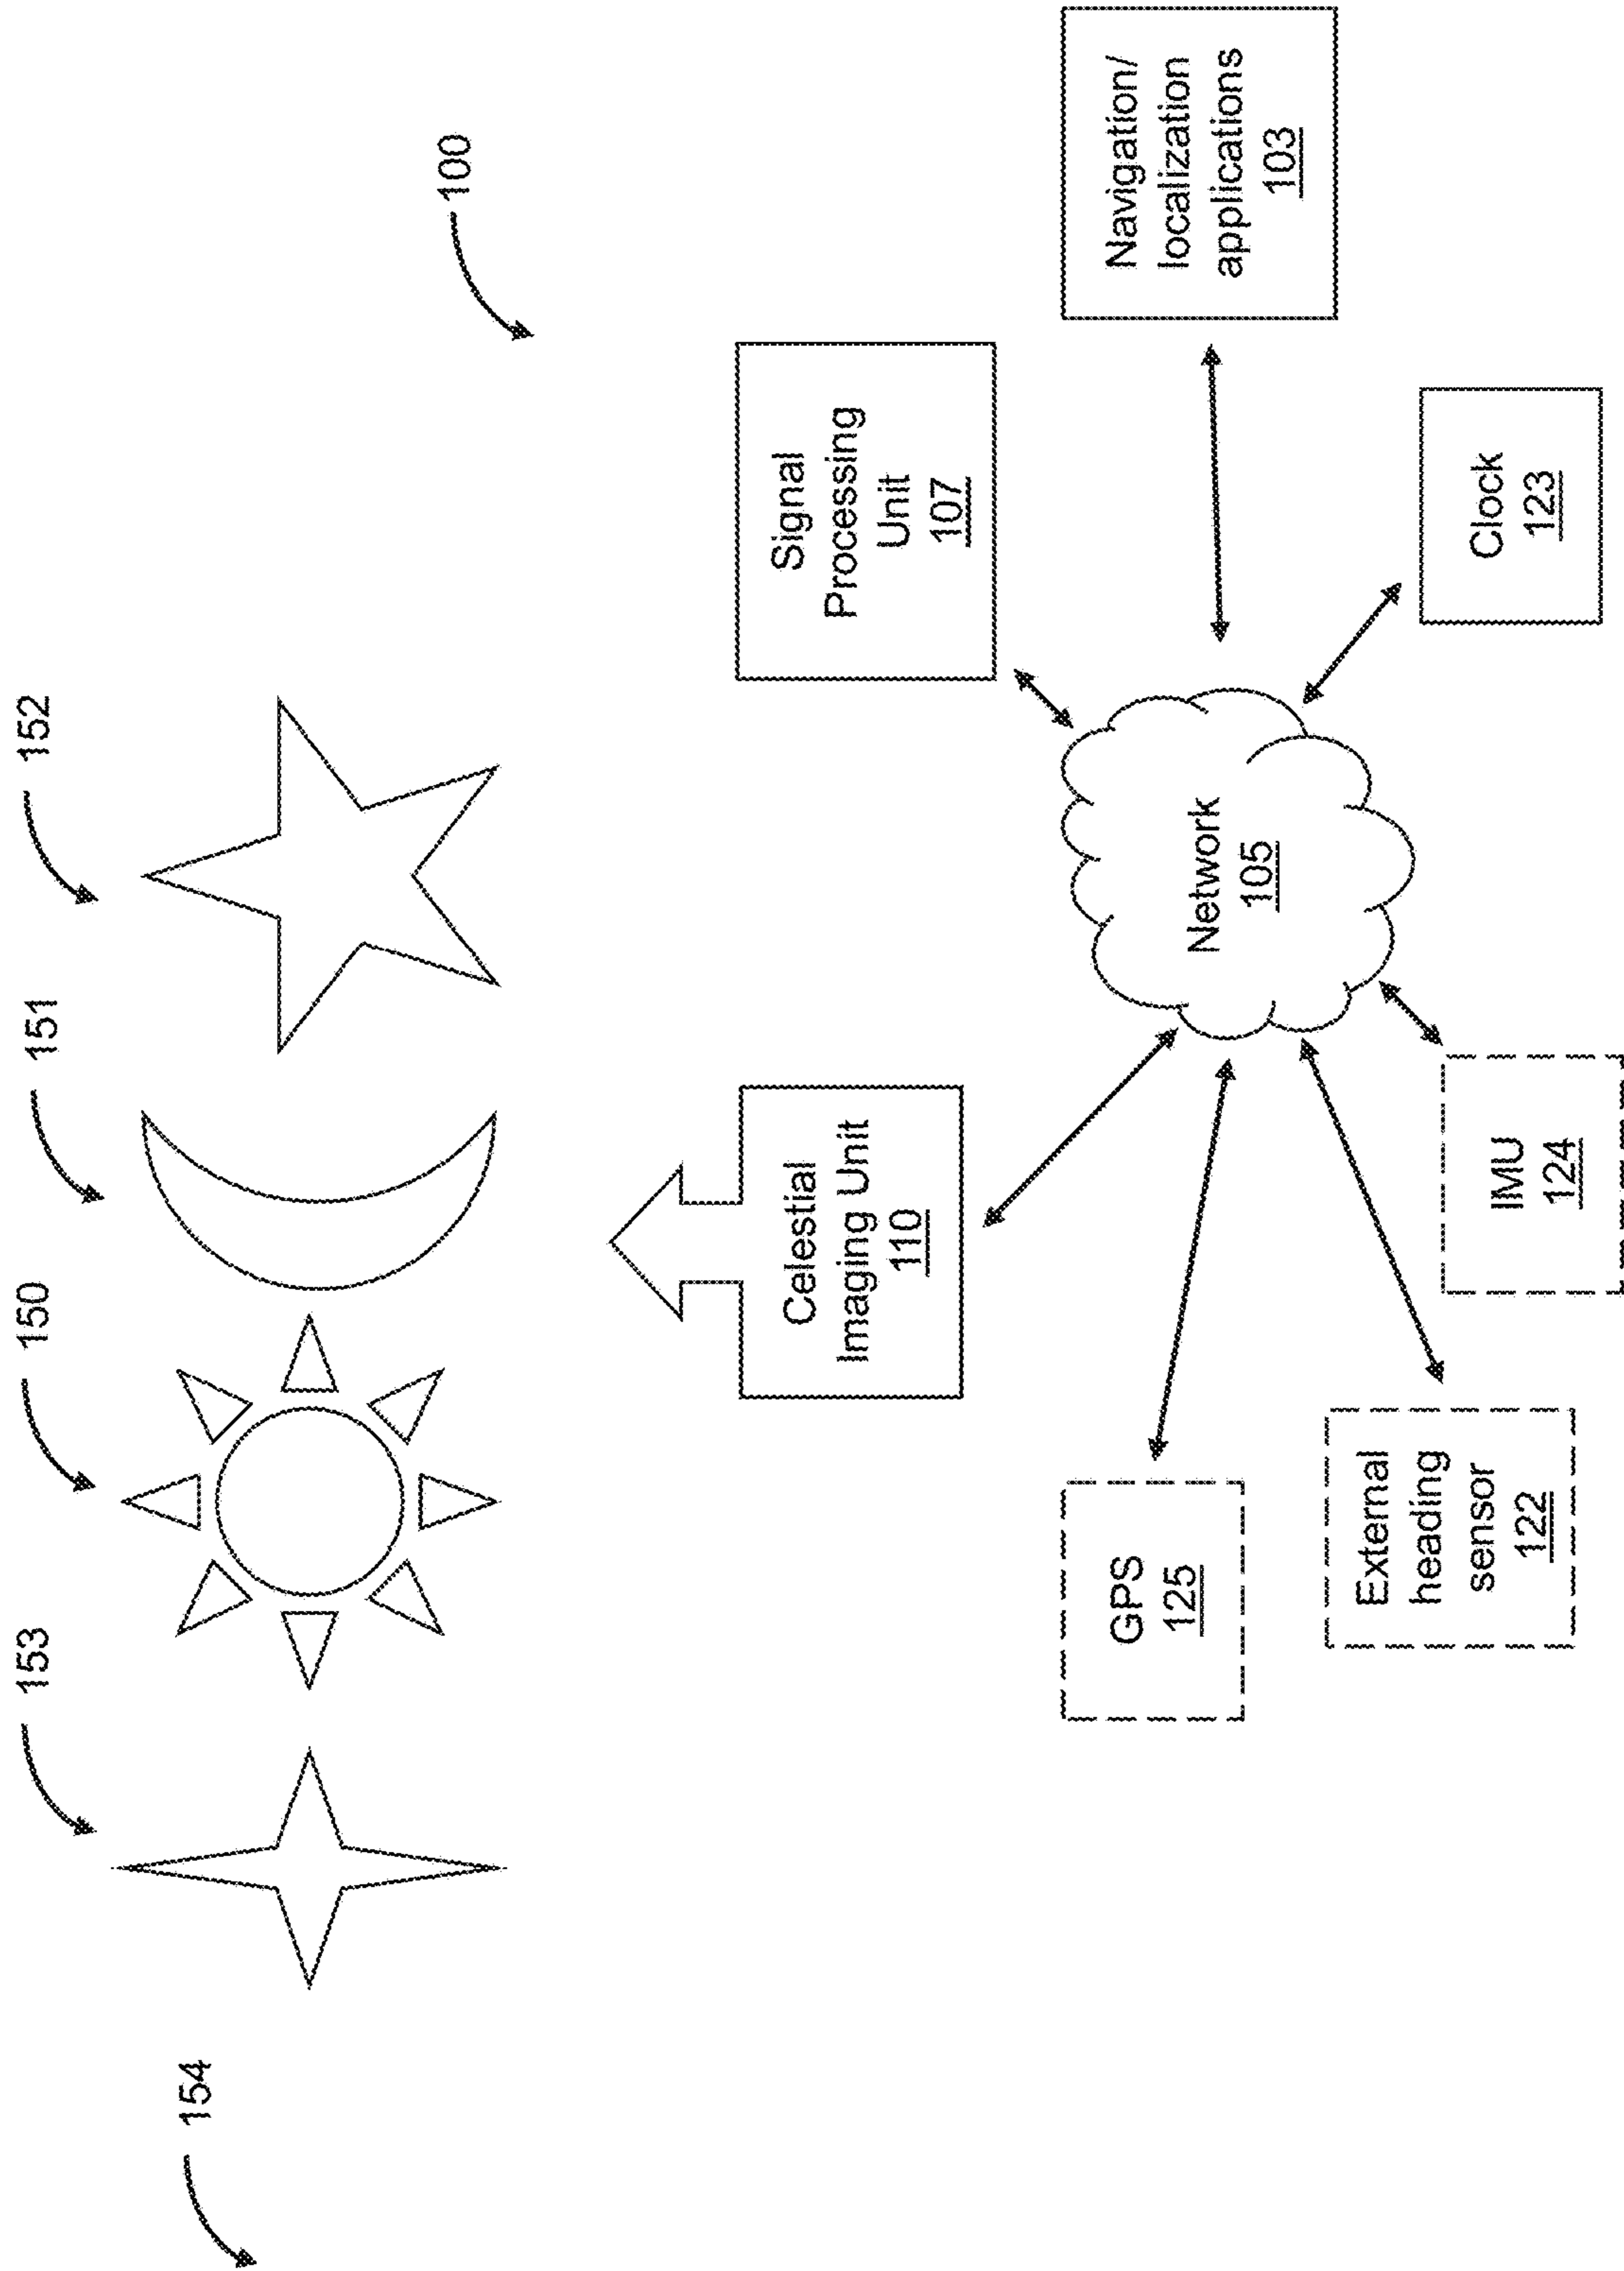 154
153
150
151
152
100
Celestial
Imaging Unit
110
Signal
Processing
Unit
107
GPS
125
Network
105
Navigation/
localization
applications
103
External
heading
sensor
122
IMU
124
Clock
123